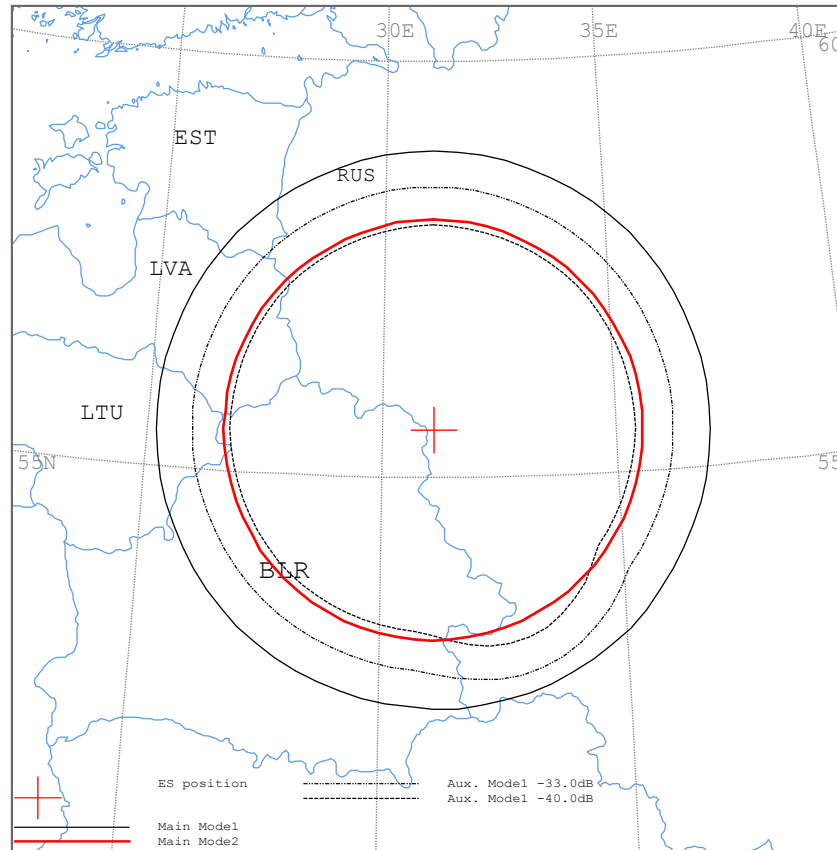 30E 35E 40E
60
EST
RUS
LVA
LTU
55N 55
BLR
ES position Aux. Mode1 -33.0dB
Aux. Mode1 -40.0dB
Main Mode1
Main Mode2